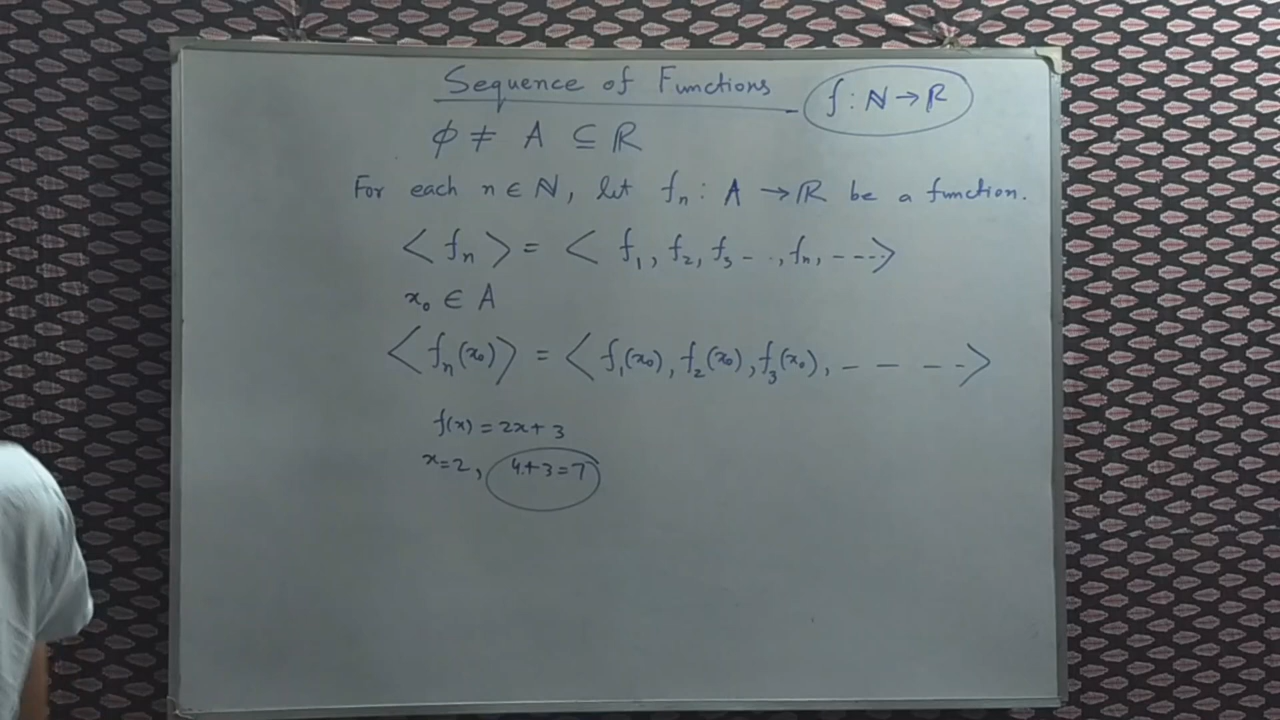 Sequence of Functions f : ℕ → ℝ
ϕ ≠ A ⊆ ℝ
For each n ∈ ℕ, let fₙ : A → ℝ be a function.
< fₙ > = < f₁, f₂, f₃ - . ., fₙ, - - - - >
x₀ ∈ A
< fₙ(x₀) > = < f₁(x₀), f₂(x₀), f₃(x₀), - - - - >
f(x) = 2x + 3
x = 2, 4 + 3 = 7